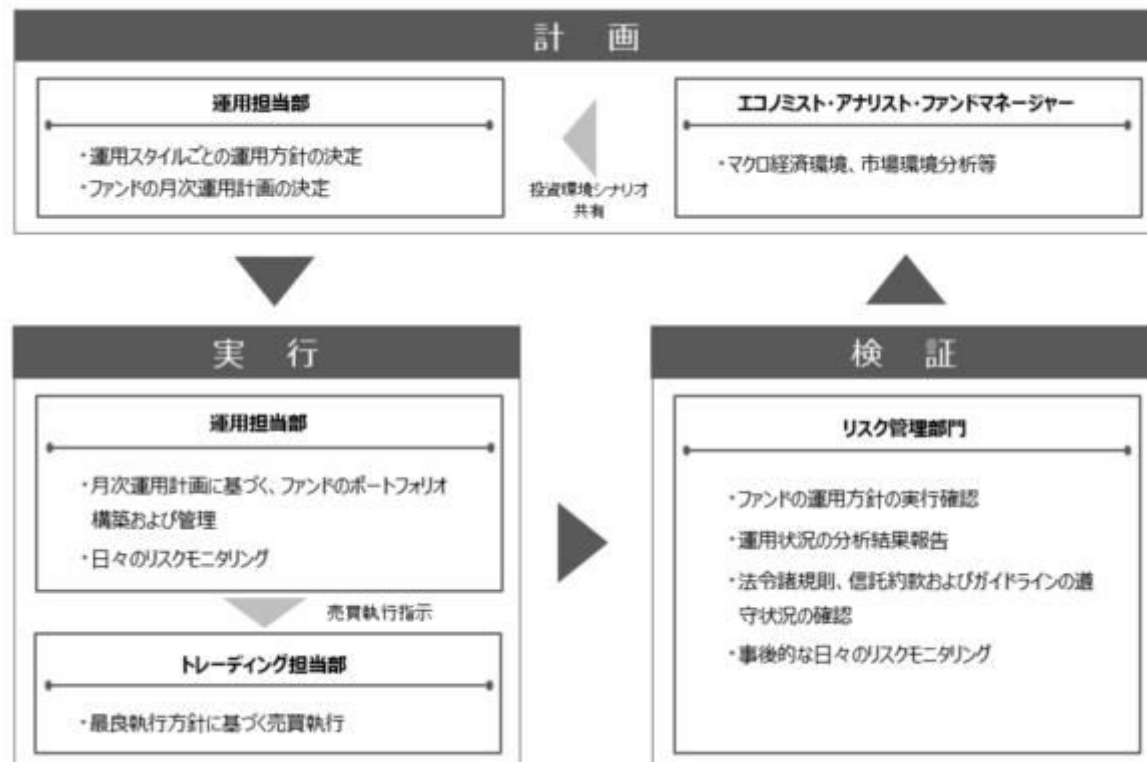 計 画
運用担当部
・運用スタイルごとの運用方針の決定
・ファンドの月次運用計画の決定
投資環境シナリオ
共有
エコノミスト・アナリスト・ファンドマネージャー
・マクロ経済環境、市場環境分析等
実 行
運用担当部
・月次運用計画に基づく、ファンドのポートフォリオ
構築および管理
・日々のリスクモニタリング
売買執行指示
トレーディング担当部
・最良執行方針に基づく売買執行
検 証
リスク管理部門
・ファンドの運用方針の実行確認
・運用状況の分析結果報告
・法令諸規則、信託約款およびガイドラインの遵
守状況の確認
・事後的な日々のリスクモニタリング